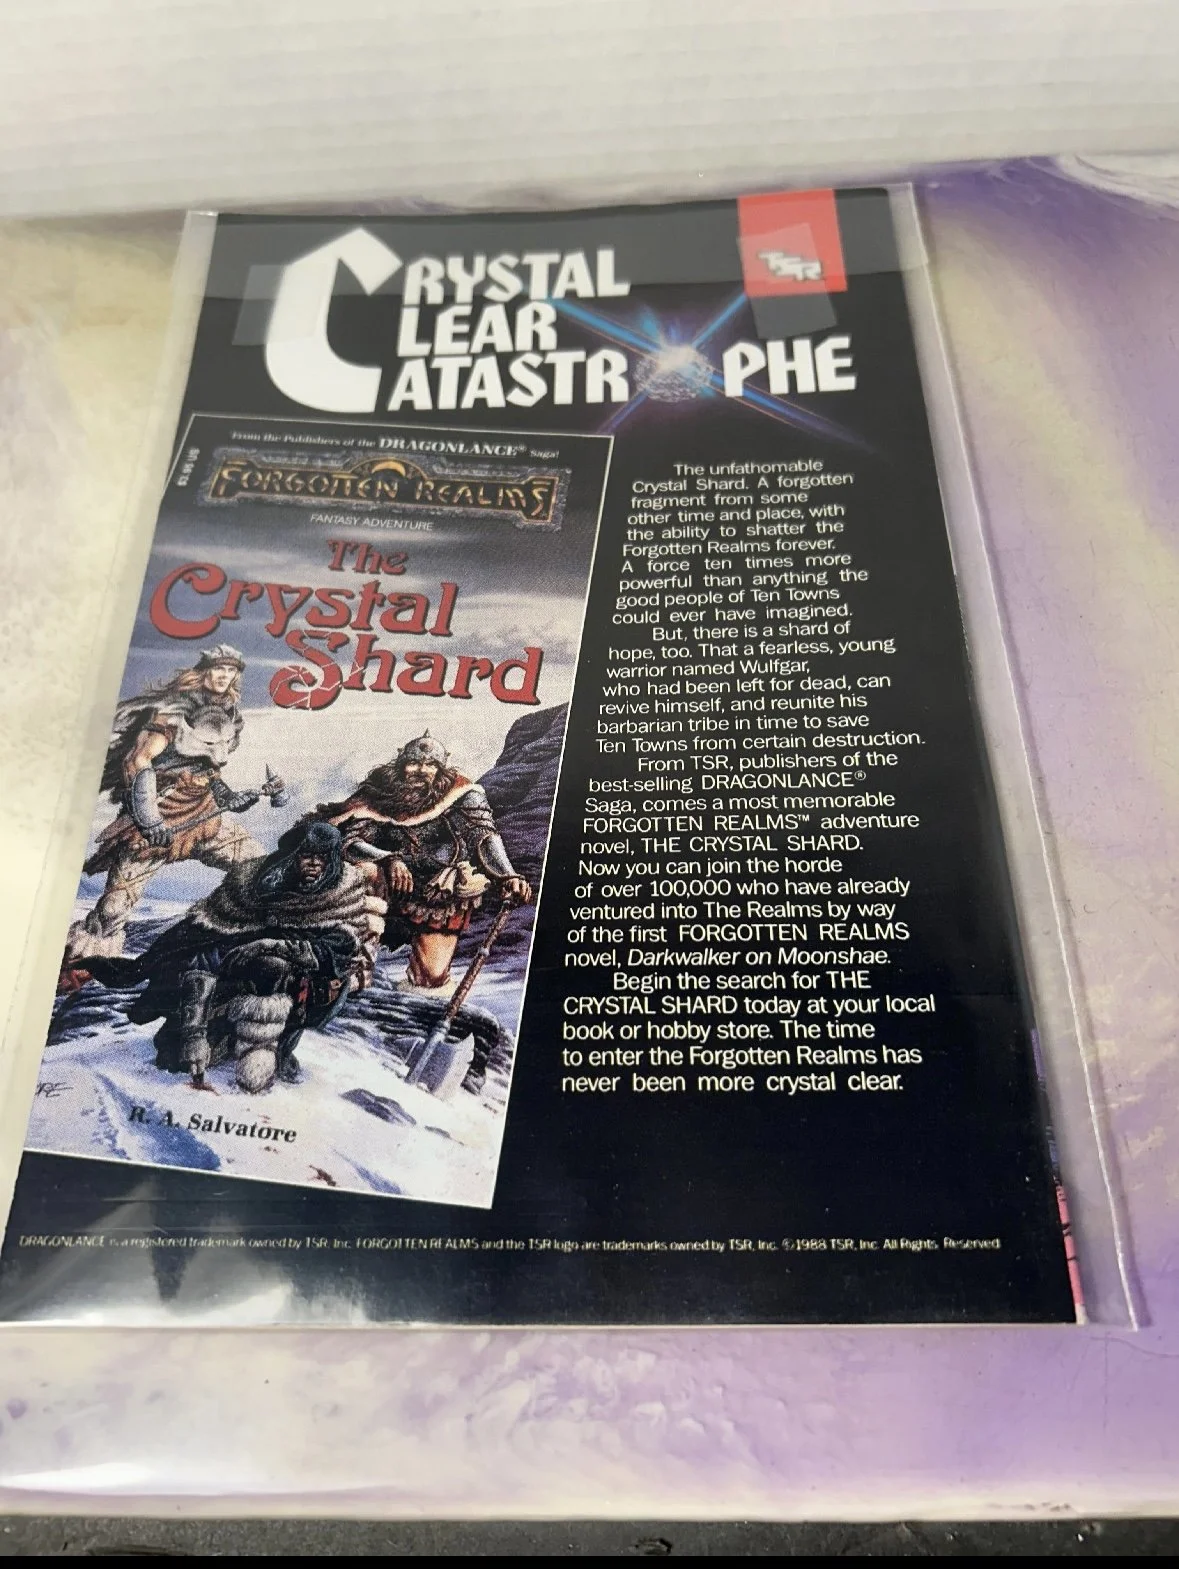 CRYSTAL
CLEAR
CATASTROPHE
TSR
From the Publishers of the DRAGONLANCE® Saga!
FORGOTTEN REALMS
FANTASY ADVENTURE
The
Crystal
Shard
R. A. Salvatore
The unfathomable
Crystal Shard. A forgotten
fragment from some
other time and place, with
the ability to shatter the
Forgotten Realms forever.
A force ten times more
powerful than anything the
good people of Ten Towns
could ever have imagined.
But, there is a shard of
hope, too. That a fearless, young
warrior named Wulfgar,
who had been left for dead, can
revive himself, and reunite his
barbarian tribe in time to save
Ten Towns from certain destruction.
From TSR, publishers of the
best-selling DRAGONLANCE®
Saga, comes a most memorable
FORGOTTEN REALMS™ adventure
novel, THE CRYSTAL SHARD.
Now you can join the horde
of over 100,000 who have already
ventured into The Realms by way
of the first FORGOTTEN REALMS
novel, Darkwalker on Moonshae.
Begin the search for THE
CRYSTAL SHARD today at your local
book or hobby store. The time
to enter the Forgotten Realms has
never been more crystal clear.
DRAGONLANCE is a registered trademark owned by TSR, Inc. FORGOTTEN REALMS and the TSR logo are trademarks owned by TSR, Inc. ©1988 TSR, Inc. All Rights Reserved